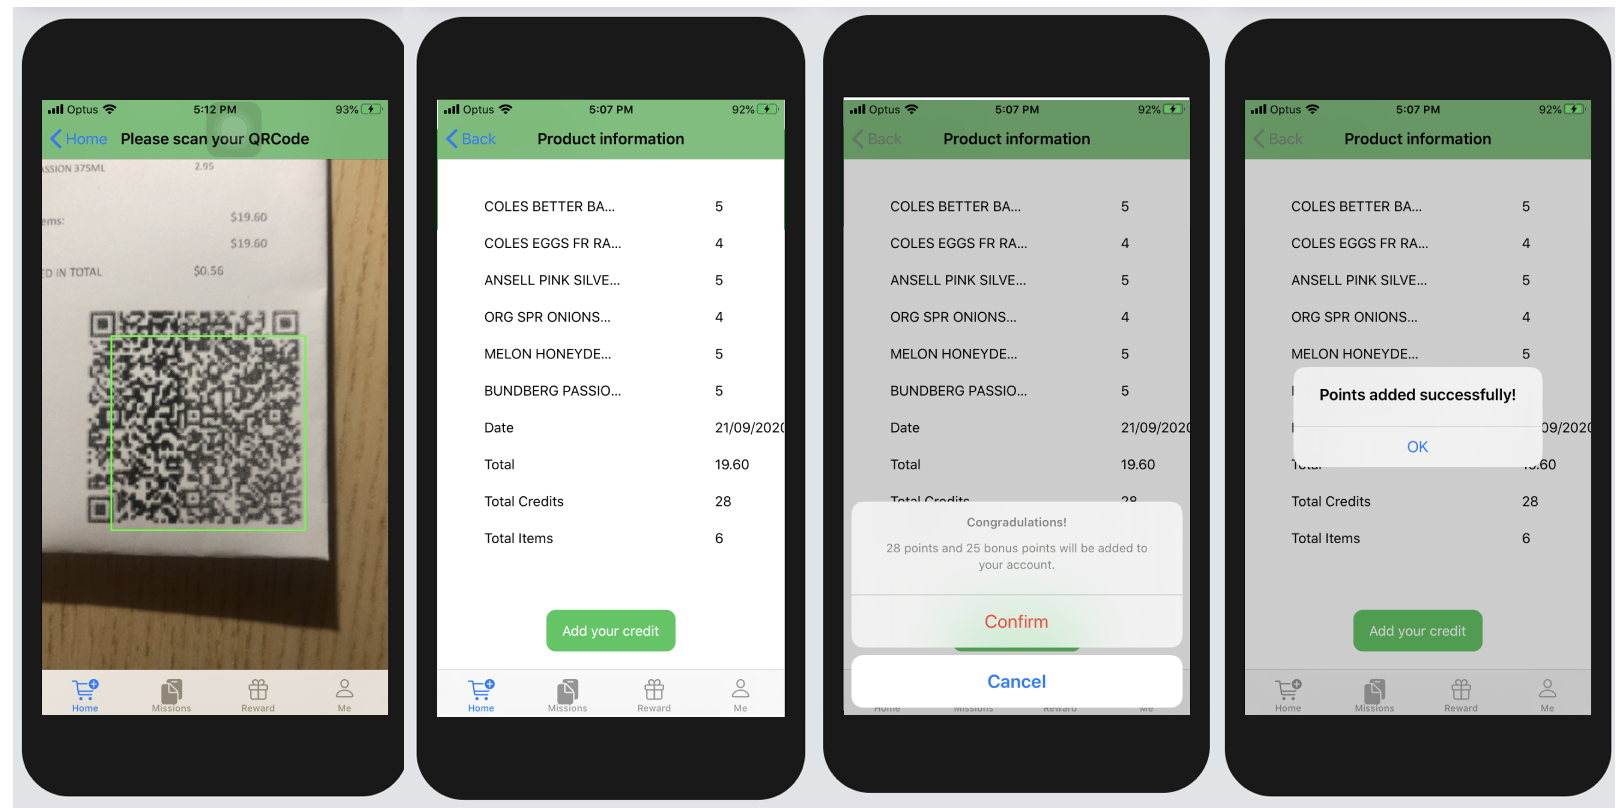 Optus 5:12 PM 93%
Home Please scan your QRCode
ASSION 375ML 2.95
ems: $19.60
$19.60
ED IN TOTAL $0.56
Home Missions Reward Me
Optus 5:07 PM 92%
Back Product information
COLES BETTER BA... 5
COLES EGGS FR RA... 4
ANSELL PINK SILVE... 5
ORG SPR ONIONS... 4
MELON HONEYDE... 5
BUNDBERG PASSIO... 5
Date 21/09/2020
Total 19.60
Total Credits 28
Total Items 6
Add your credit
Home Missions Reward Me
Optus 5:07 PM 92%
Back Product information
COLES BETTER BA... 5
COLES EGGS FR RA... 4
ANSELL PINK SILVE... 5
ORG SPR ONIONS... 4
MELON HONEYDE... 5
BUNDBERG PASSIO... 5
Date 21/09/2020
Total 19.60
Total Credits 28
Congradulations!
28 points and 25 bonus points will be added to
your account.
Confirm
Cancel
Home Missions Reward Me
Optus 5:07 PM 92%
Back Product information
COLES BETTER BA... 5
COLES EGGS FR RA... 4
ANSELL PINK SILVE... 5
ORG SPR ONIONS... 4
MELON HONEYDE... 5
Points added successfully!
09/2020
OK
Total 19.60
Total Credits 28
Total Items 6
Add your credit
Home Missions Reward Me